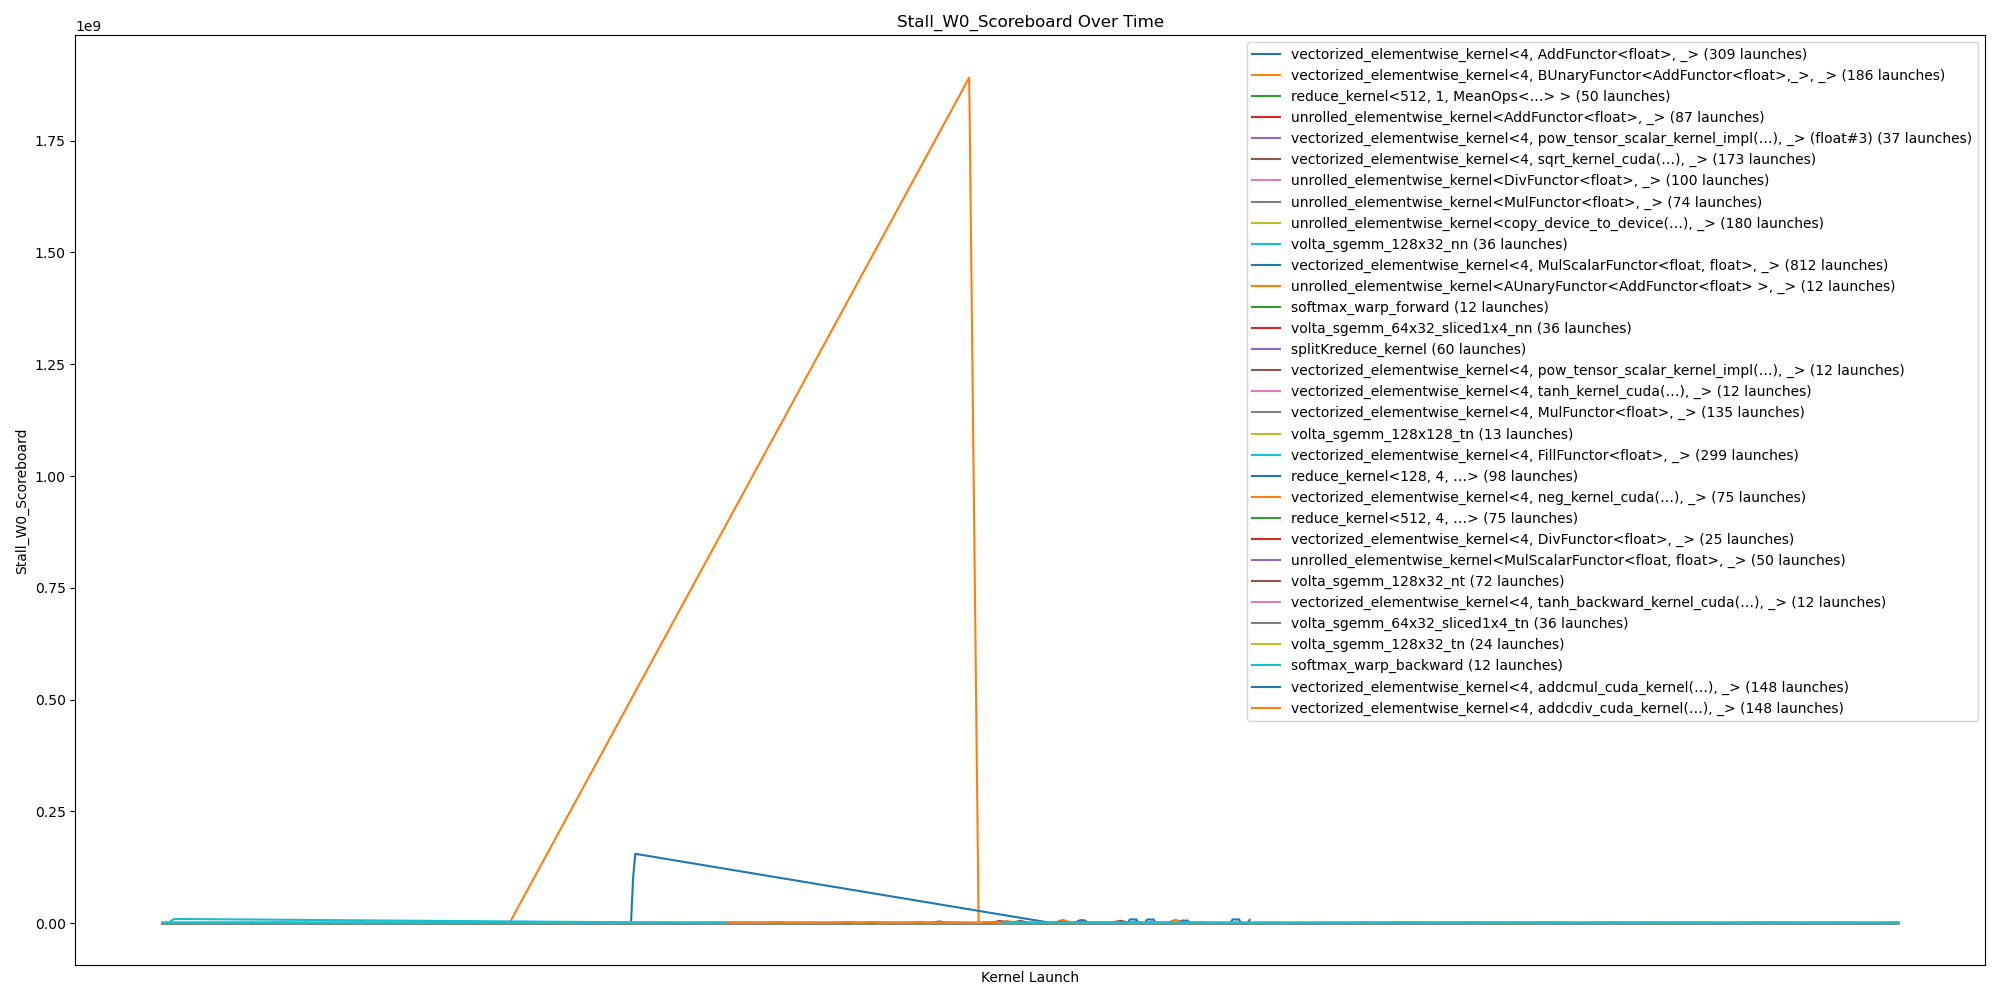 Stall_W0_Scoreboard Over Time
1e9
vectorized_elementwise_kernel<4, AddFunctor<float>, _> (309 launches)
vectorized_elementwise_kernel<4, BUnaryFunctor<AddFunctor<float>,_>, _> (186 launches)
reduce_kernel<512, 1, MeanOps<...> > (50 launches)
unrolled_elementwise_kernel<AddFunctor<float>, _> (87 launches)
vectorized_elementwise_kernel<4, pow_tensor_scalar_kernel_impl(...), _> (float#3) (37 launches)
vectorized_elementwise_kernel<4, sqrt_kernel_cuda(...), _> (173 launches)
unrolled_elementwise_kernel<DivFunctor<float>, _> (100 launches)
unrolled_elementwise_kernel<MulFunctor<float>, _> (74 launches)
unrolled_elementwise_kernel<copy_device_to_device(...), _> (180 launches)
volta_sgemm_128x32_nn (36 launches)
vectorized_elementwise_kernel<4, MulScalarFunctor<float, float>, _> (812 launches)
unrolled_elementwise_kernel<AUnaryFunctor<AddFunctor<float> >, _> (12 launches)
softmax_warp_forward (12 launches)
volta_sgemm_64x32_sliced1x4_nn (36 launches)
splitKreduce_kernel (60 launches)
vectorized_elementwise_kernel<4, pow_tensor_scalar_kernel_impl(...), _> (12 launches)
vectorized_elementwise_kernel<4, tanh_kernel_cuda(...), _> (12 launches)
vectorized_elementwise_kernel<4, MulFunctor<float>, _> (135 launches)
volta_sgemm_128x128_tn (13 launches)
vectorized_elementwise_kernel<4, FillFunctor<float>, _> (299 launches)
reduce_kernel<128, 4, ...> (98 launches)
vectorized_elementwise_kernel<4, neg_kernel_cuda(...), _> (75 launches)
reduce_kernel<512, 4, ...> (75 launches)
vectorized_elementwise_kernel<4, DivFunctor<float>, _> (25 launches)
unrolled_elementwise_kernel<MulScalarFunctor<float, float>, _> (50 launches)
volta_sgemm_128x32_nt (72 launches)
vectorized_elementwise_kernel<4, tanh_backward_kernel_cuda(...), _> (12 launches)
volta_sgemm_64x32_sliced1x4_tn (36 launches)
volta_sgemm_128x32_tn (24 launches)
softmax_warp_backward (12 launches)
vectorized_elementwise_kernel<4, addcmul_cuda_kernel(...), _> (148 launches)
vectorized_elementwise_kernel<4, addcdiv_cuda_kernel(...), _> (148 launches)
1.75
1.50
1.25
1.00
0.75
0.50
0.25
0.00
Stall_W0_Scoreboard
Kernel Launch